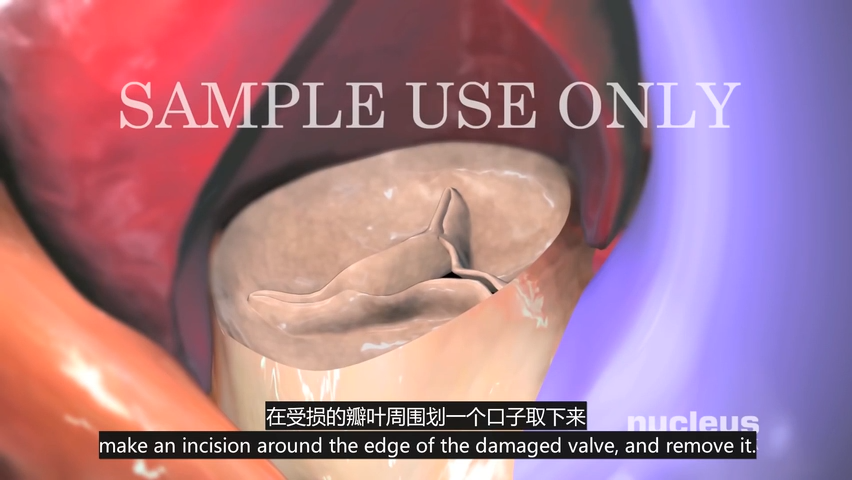 SAMPLE USE ONLY
在受损的瓣叶周围划一个口子取下来
nucleus
make an incision around the edge of the damaged valve, and remove it.